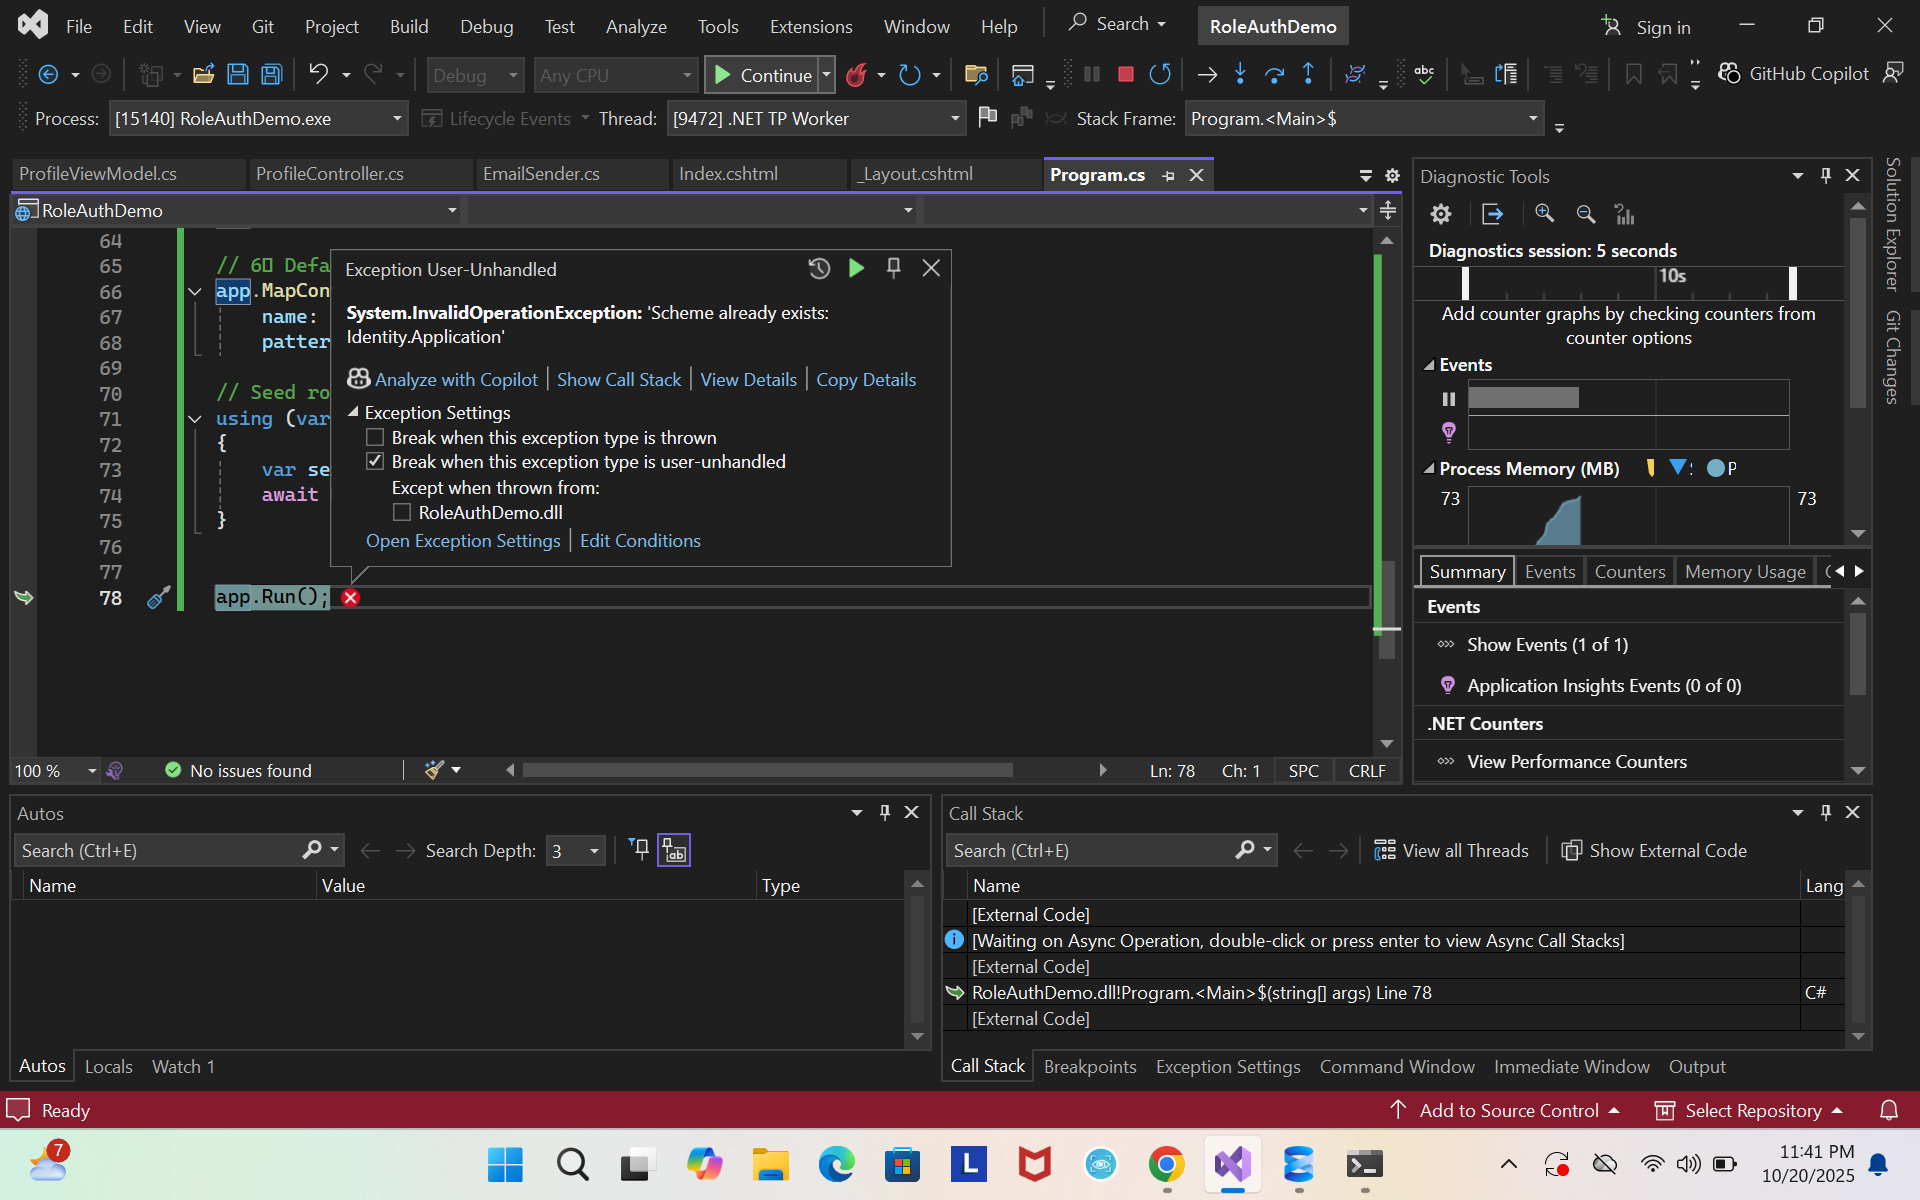 File Edit View Git Project Build Debug Test Analyze Tools Extensions Window Help Search RoleAuthDemo Sign in
Debug Any CPU Continue abc GitHub Copilot
Process: [15140] RoleAuthDemo.exe Lifecycle Events Thread: [9472] .NET TP Worker Stack Frame: Program.<Main>$
ProfileViewModel.cs ProfileController.cs EmailSender.cs Index.cshtml _Layout.cshtml Program.cs
RoleAuthDemo
64
65 // 6 Defa
66 app.MapCon
67 name:
68 patter
69
70 // Seed ro
71 using (var
72 {
73 var se
74 await
75 }
76
77
78 app.Run();
Exception User-Unhandled
System.InvalidOperationException: 'Scheme already exists:
Identity.Application'
Analyze with Copilot Show Call Stack View Details Copy Details
Exception Settings
Break when this exception type is thrown
Break when this exception type is user-unhandled
Except when thrown from:
RoleAuthDemo.dll
Open Exception Settings Edit Conditions
100 % No issues found Ln: 78 Ch: 1 SPC CRLF
Diagnostic Tools
Diagnostics session: 5 seconds
10s
Add counter graphs by checking counters from
counter options
Events
Process Memory (MB) P
73 73
Summary Events Counters Memory Usage
Events
Show Events (1 of 1)
Application Insights Events (0 of 0)
.NET Counters
View Performance Counters
Solution Explorer
Git Changes
Autos
Search (Ctrl+E) Search Depth: 3
Name Value Type
Autos Locals Watch 1
Call Stack
Search (Ctrl+E) View all Threads Show External Code
Name Lang
[External Code]
[Waiting on Async Operation, double-click or press enter to view Async Call Stacks]
[External Code]
RoleAuthDemo.dll!Program.<Main>$(string[] args) Line 78 C#
[External Code]
Call Stack Breakpoints Exception Settings Command Window Immediate Window Output
Ready Add to Source Control Select Repository
7
L
11:41 PM
10/20/2025